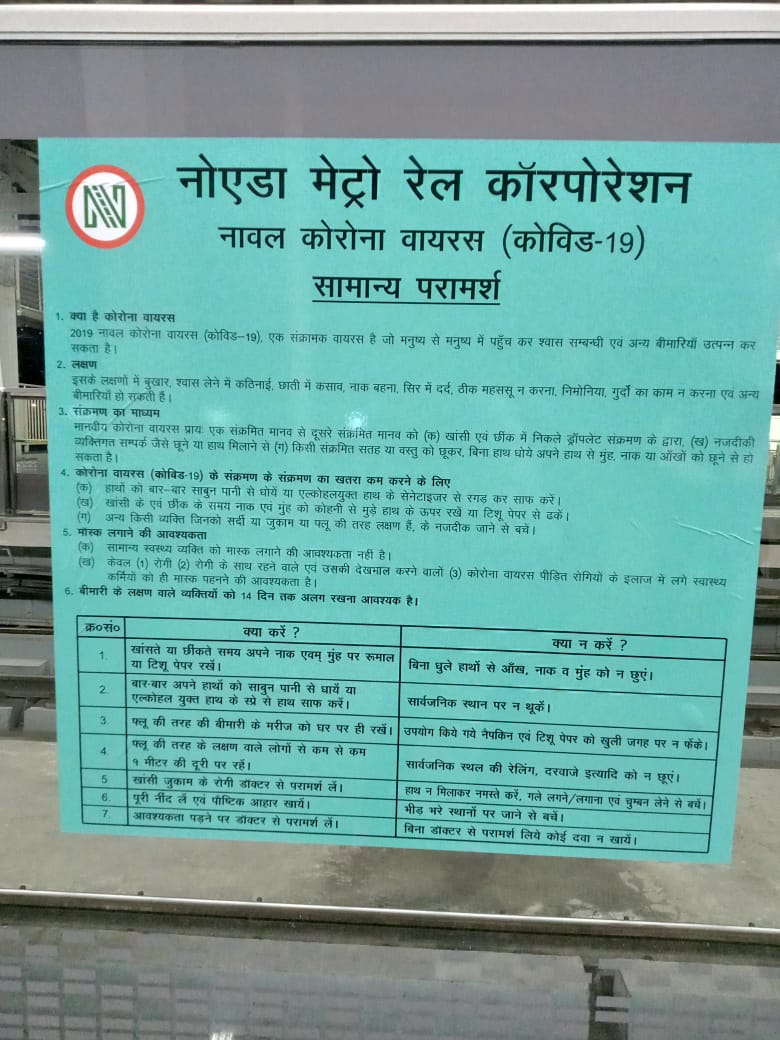 नोएडा मेट्रो रेल कॉरपोरेशन
नावल कोरोना वायरस (कोविड-19)
सामान्य परामर्श
1. क्या है कोरोना वायरस
2019 नावल कोरोना वायरस (कोविड–19), एक संक्रामक वायरस है जो मनुष्य से मनुष्य में पहुँच कर श्वास सम्बन्धी एवं अन्य बीमारियाँ उत्पन्न कर
सकता है।
2. लक्षण
इसके लक्षणों में बुखार, श्वास लेने में कठिनाई, छाती में कसाव, नाक बहना, सिर में दर्द, ठीक महससू न करना, निमोनिया, गुर्दो का काम न करना एवं अन्य
बीमारियाँ हो सकती हैं।
3. संक्रमण का माध्यम
मानवीय कोरोना वायरस प्रायः एक संक्रमित मानव से दूसरे संक्रमित मानव को (क) खांसी एवं छींक में निकले ड्रॉपलेट संक्रमण के द्वारा, (ख) नजदीकी
व्यक्तिगत सम्पर्क जैसे छूने या हाथ मिलाने से (ग) किसी संक्रमित सतह या वस्तु को छूकर, बिना हाथ धोये अपने हाथ से मुंह, नाक या आँखों को छूने से हो
सकता है।
4. कोरोना वायरस (कोविड-19) के संक्रमण के संक्रमण का खतरा कम करने के लिए
(क) हाथों को बार–बार साबुन पानी से धोयें या एल्कोहलयुक्त हाथ के सेनेटाइजर से रगड़ कर साफ करें।
(ख) खांसी के एवं छींक के समय नाक एवं मुंह को कोहनी से मुड़े हाथ के ऊपर रखें या टिशू पेपर से ढकें।
(ग) अन्य किसी व्यक्ति जिनको सर्दी या जुकाम या फ्लू की तरह लक्षण हैं, के नजदीक जाने से बचें।
5. मास्क लगाने की आवश्यकता
(क) सामान्य स्वस्थ्य व्यक्ति को मास्क लगाने की आवश्यकता नहीं है।
(ख) केवल (1) रोगी (2) रोगी के साथ रहने वाले एवं उसकी देखभाल करने वालों (3) कोरोना वायरस पीड़ित रोगियों के इलाज में लगे स्वास्थ्य
कर्मियों को ही मास्क पहनने की आवश्यकता है।
6. बीमारी के लक्षण वाले व्यक्तियों को 14 दिन तक अलग रखना आवश्यक है।
क्र०सं० क्या करें ? क्या न करें ?
1. खांसते या छींकते समय अपने नाक एवम् मुंह पर रूमाल
या टिशू पेपर रखें। बिना धुले हाथों से आँख, नाक व मुंह को न छुएं।
2. बार-बार अपने हाथों को साबुन पानी से धायें या
एल्कोहल युक्त हाथ के स्प्रे से हाथ साफ करें। सार्वजनिक स्थान पर न थूकें।
3. फ्लू की तरह की बीमारी के मरीज को घर पर ही रखें। उपयोग किये गये नैपकिन एवं टिशू पेपर को खुली जगह पर न फेंके।
4. फ्लू की तरह के लक्षण वाले लोगों से कम से कम
१ मीटर की दूरी पर रहें। सार्वजनिक स्थल की रेलिंग, दरवाजे इत्यादि को न छूएं।
5. खांसी जुकाम के रोगी डॉक्टर से परामर्श लें। हाथ न मिलाकर नमस्ते करें, गले लगने/लगाना एवं चुम्बन लेने से बचें।
6. पूरी नींद लें एवं पौष्टिक आहार खायें। भीड़ भरे स्थानों पर जाने से बचें।
7. आवश्यकता पड़ने पर डॉक्टर से परामर्श लें। बिना डॉक्टर से परामर्श लिये कोई दवा न खायें।